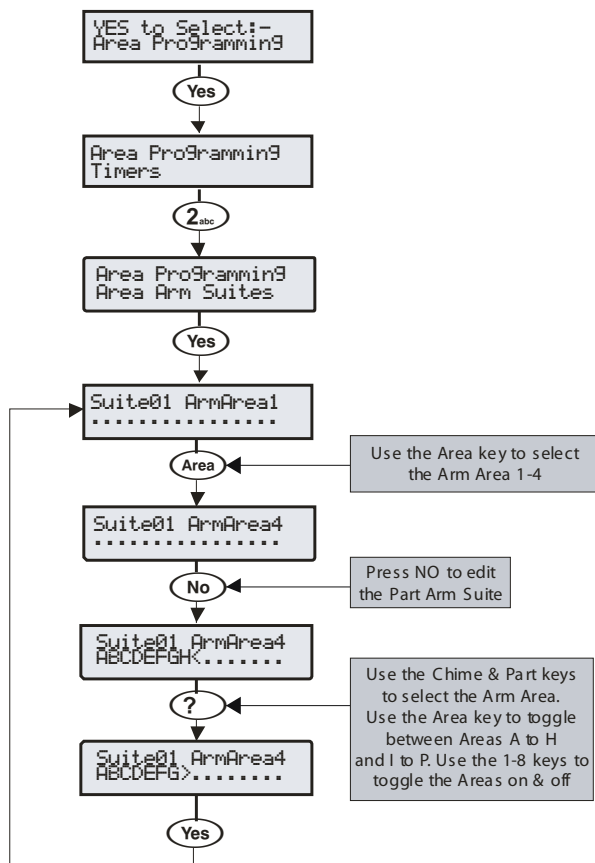 YES to Select:-
Area Programming
Yes
Area Programming
Timers
2abc
Area Programming
Area Arm Suites
Yes
Suite01 ArmArea1
................
Area
Use the Area key to select
the Arm Area 1-4
Suite01 ArmArea4
................
No
Press NO to edit
the Part Arm Suite
Suite01 ArmArea4
ABCDEFGH<.......
?
Use the Chime & Part keys
to select the Arm Area.
Use the Area key to toggle
between Areas A to H
and I to P. Use the 1-8 keys to
toggle the Areas on & off
Suite01 ArmArea4
ABCDEFG>........
Yes